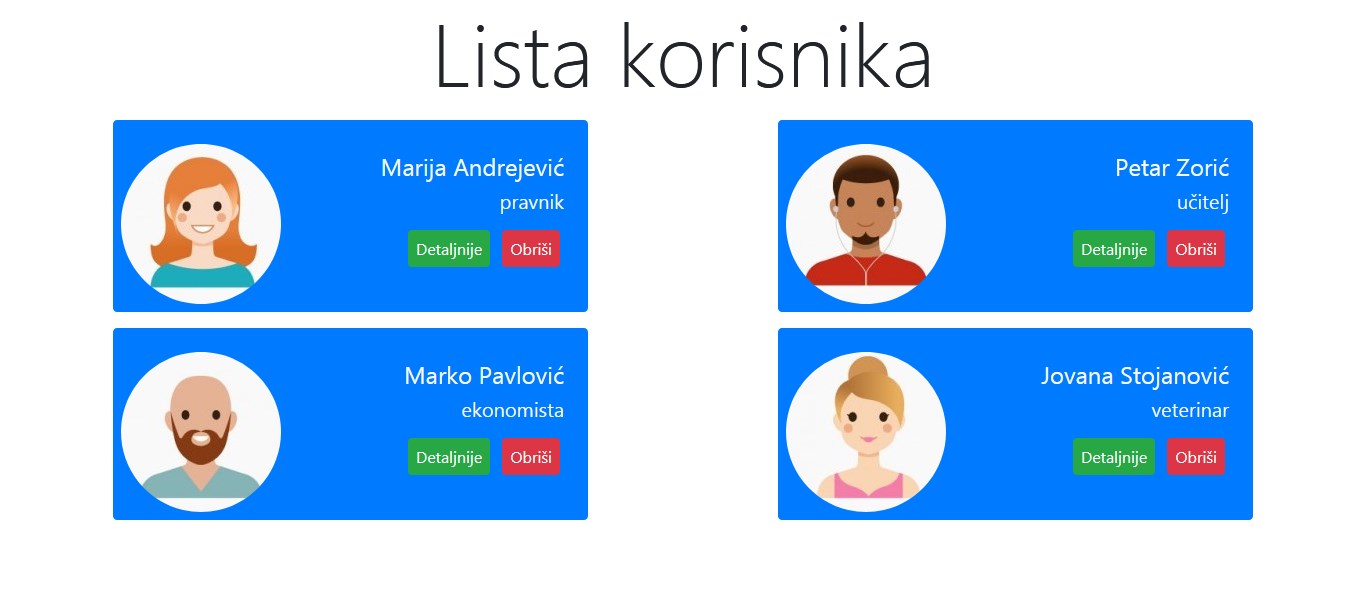 Lista korisnika
Marija Andrejević
pravnik
Detaljnije Obriši
Petar Zorić
učitelj
Detaljnije Obriši
Marko Pavlović
ekonomista
Detaljnije Obriši
Jovana Stojanović
veterinar
Detaljnije Obriši